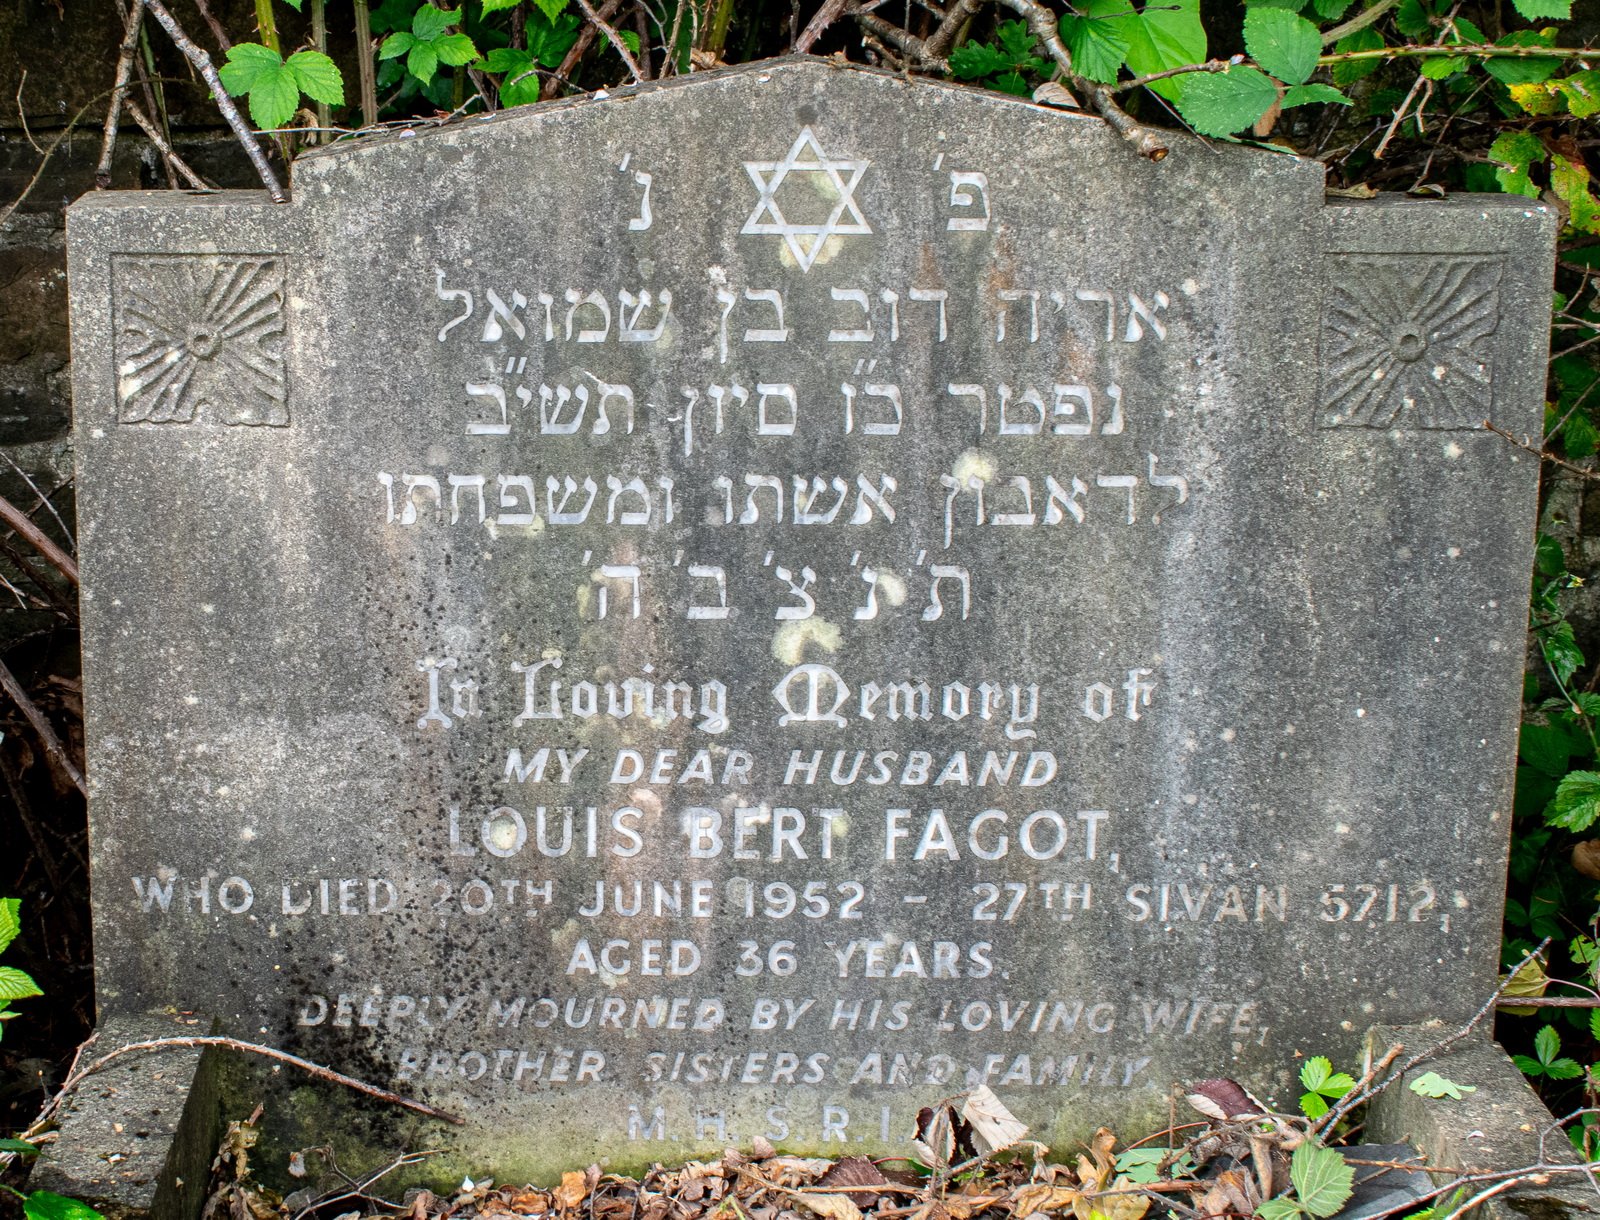 פ' נ'
אריה דוב בן שמואל
נפטר כ"ו סיון תשי"ב
לדאבון אשתו ומשפחתו
ת' נ' צ' ב' ה'
In Loving Memory of
MY DEAR HUSBAND
LOUIS BERT FAGOT,
WHO DIED 20TH JUNE 1952 - 27TH SIVAN 5712,
AGED 36 YEARS.
DEEPLY MOURNED BY HIS LOVING WIFE,
BROTHER, SISTERS AND FAMILY.
M.H.S.R.I.